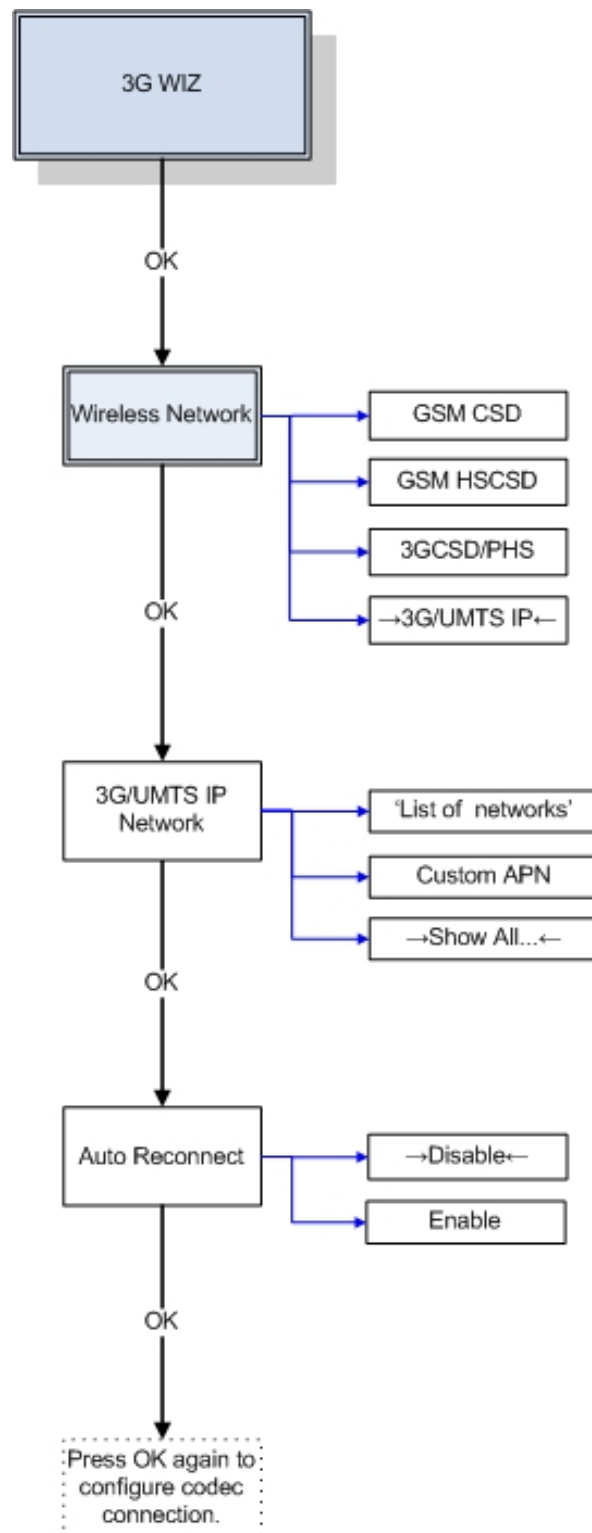 3G WIZ
OK
Wireless Network
GSM CSD
GSM HSCSD
3GCSD/PHS
→3G/UMTS IP←
OK
3G/UMTS IP
Network
‘List of networks’
Custom APN
→Show All...←
OK
Auto Reconnect
→Disable←
Enable
OK
Press OK again to
configure codec
connection.